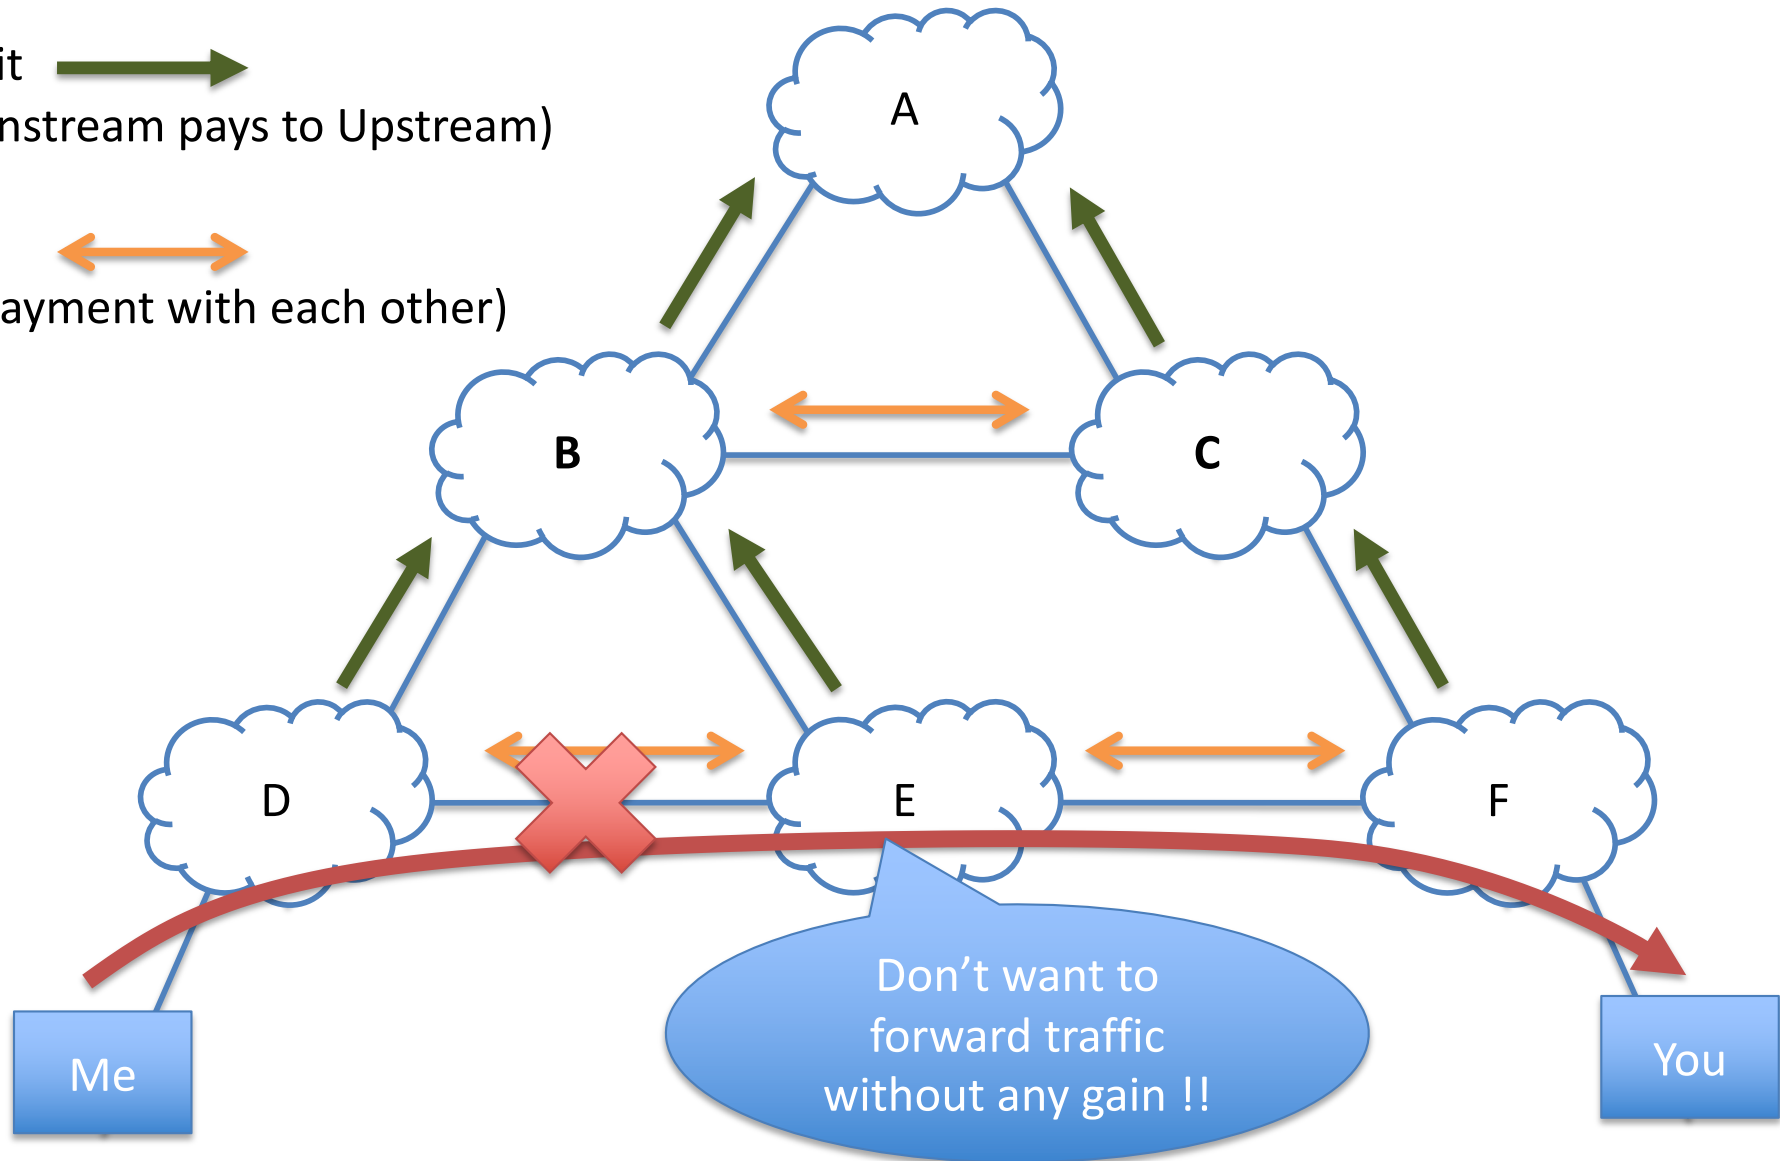 it
nstream pays to Upstream)
ayment with each other)
A
B
C
D
E
F
Don’t want to
forward traffic
without any gain !!
Me
You